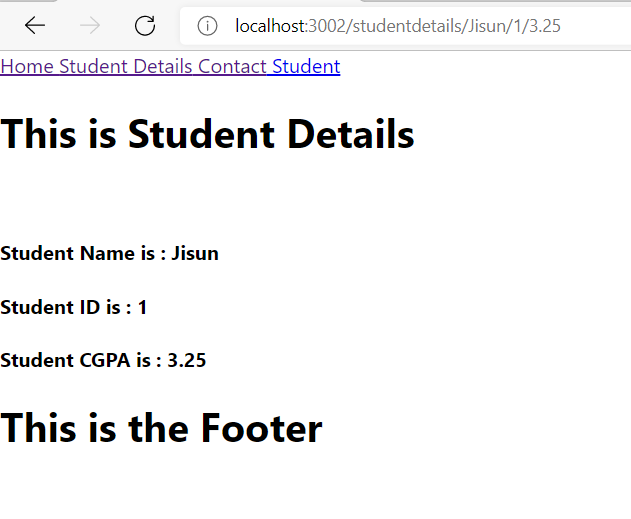 localhost:3002/studentdetails/Jisun/1/3.25
Home Student Details Contact Student
This is Student Details
Student Name is : Jisun
Student ID is : 1
Student CGPA is : 3.25
This is the Footer